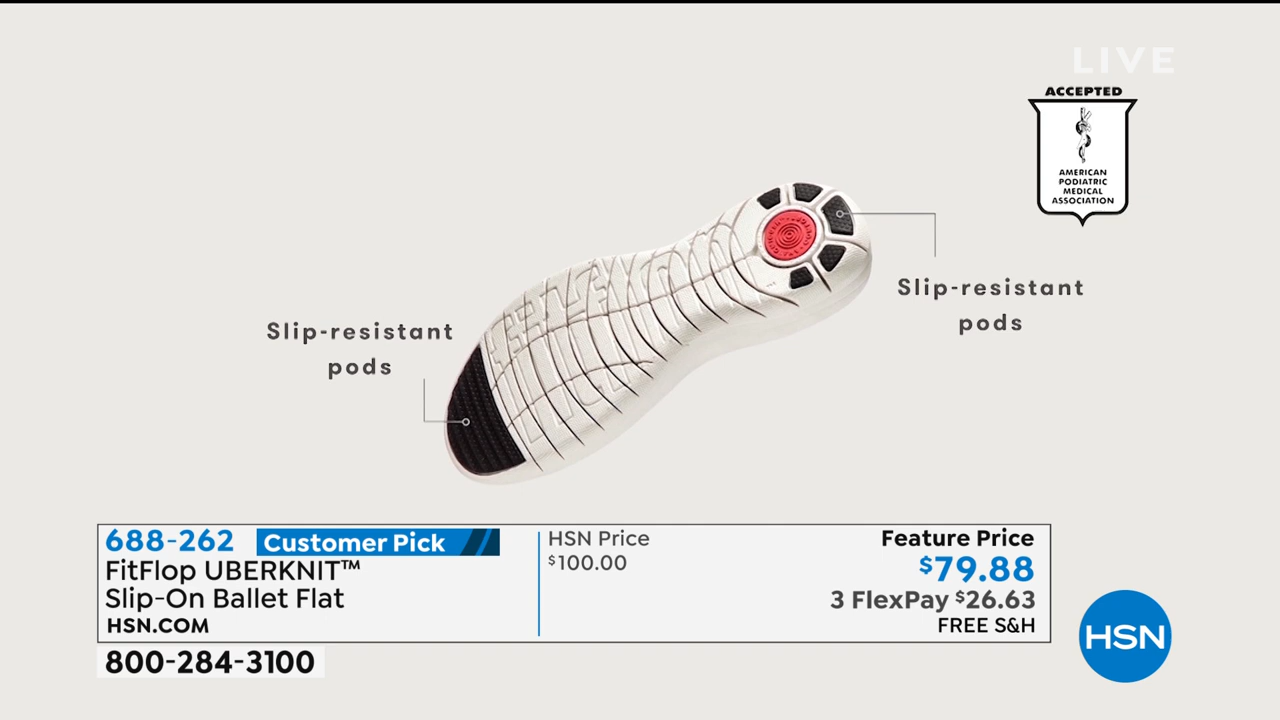 LIVE
ACCEPTED
AMERICAN
PODIATRIC
MEDICAL
ASSOCIATION
Slip-resistant
pods
Slip-resistant
pods
688-262 Customer Pick
FitFlop UBERKNIT™
Slip-On Ballet Flat
HSN.COM
HSN Price
$100.00
Feature Price
$79.88
3 FlexPay $26.63
FREE S&H
800-284-3100
HSN